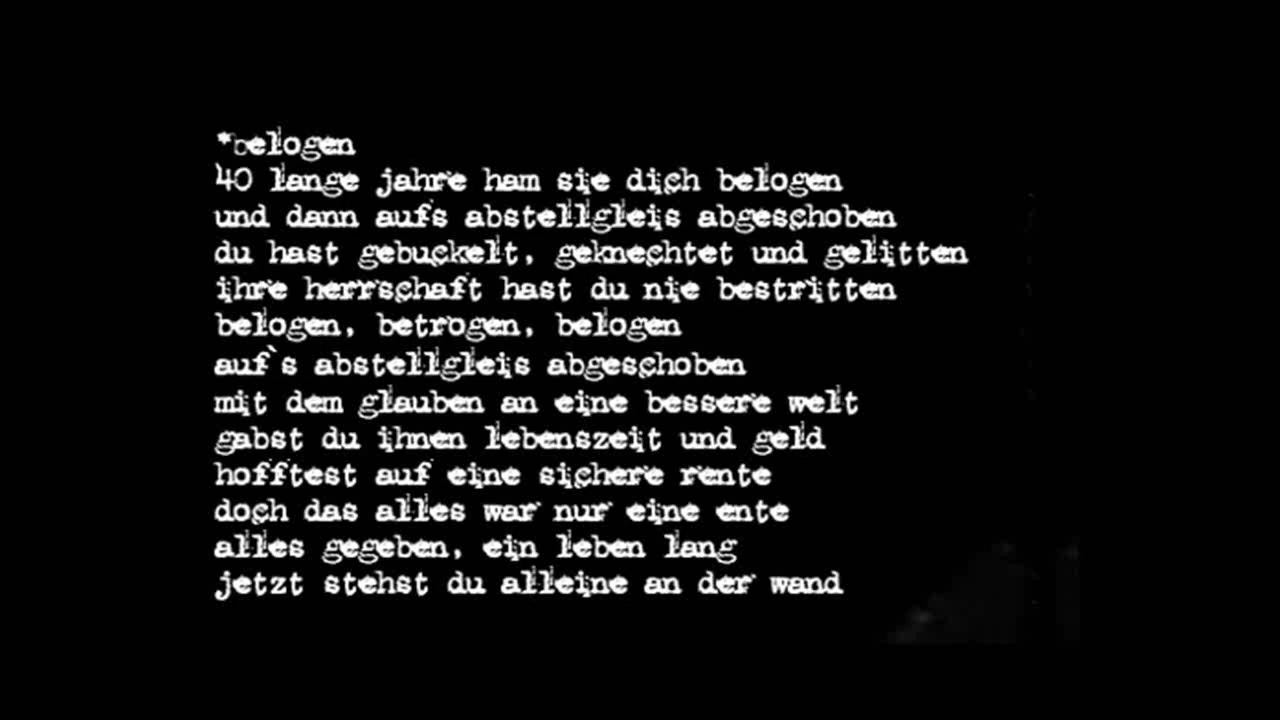 *belogen
40 lange jahre ham sie dich belogen
und dann aufs abstellgleis abgeschoben
du hast gebuckelt, geknechtet und gelitten
ihre herrschaft hast du nie bestritten
belogen, betrogen, belogen
auf`s abstellgleis abgeschoben
mit dem glauben an eine bessere welt
gabst du ihnen lebenszeit und geld
hofftest auf eine sichere rente
doch das alles war nur eine ente
alles gegeben, ein leben lang
jetzt stehst du alleine an der wand